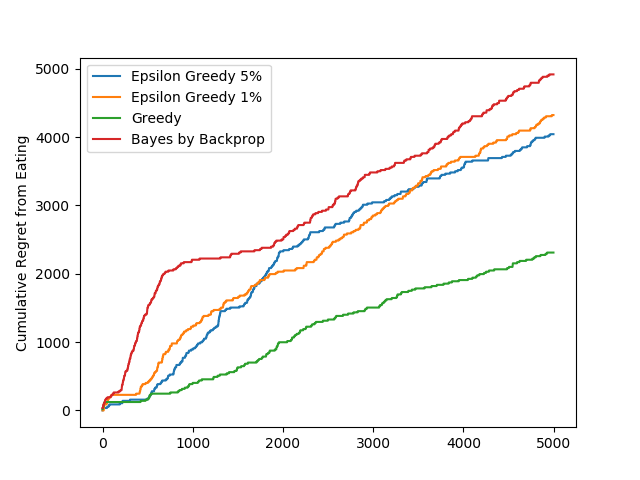 Epsilon Greedy 5%
Epsilon Greedy 1%
Greedy
Bayes by Backprop
Cumulative Regret from Eating
5000
4000
3000
2000
1000
0
0 1000 2000 3000 4000 5000